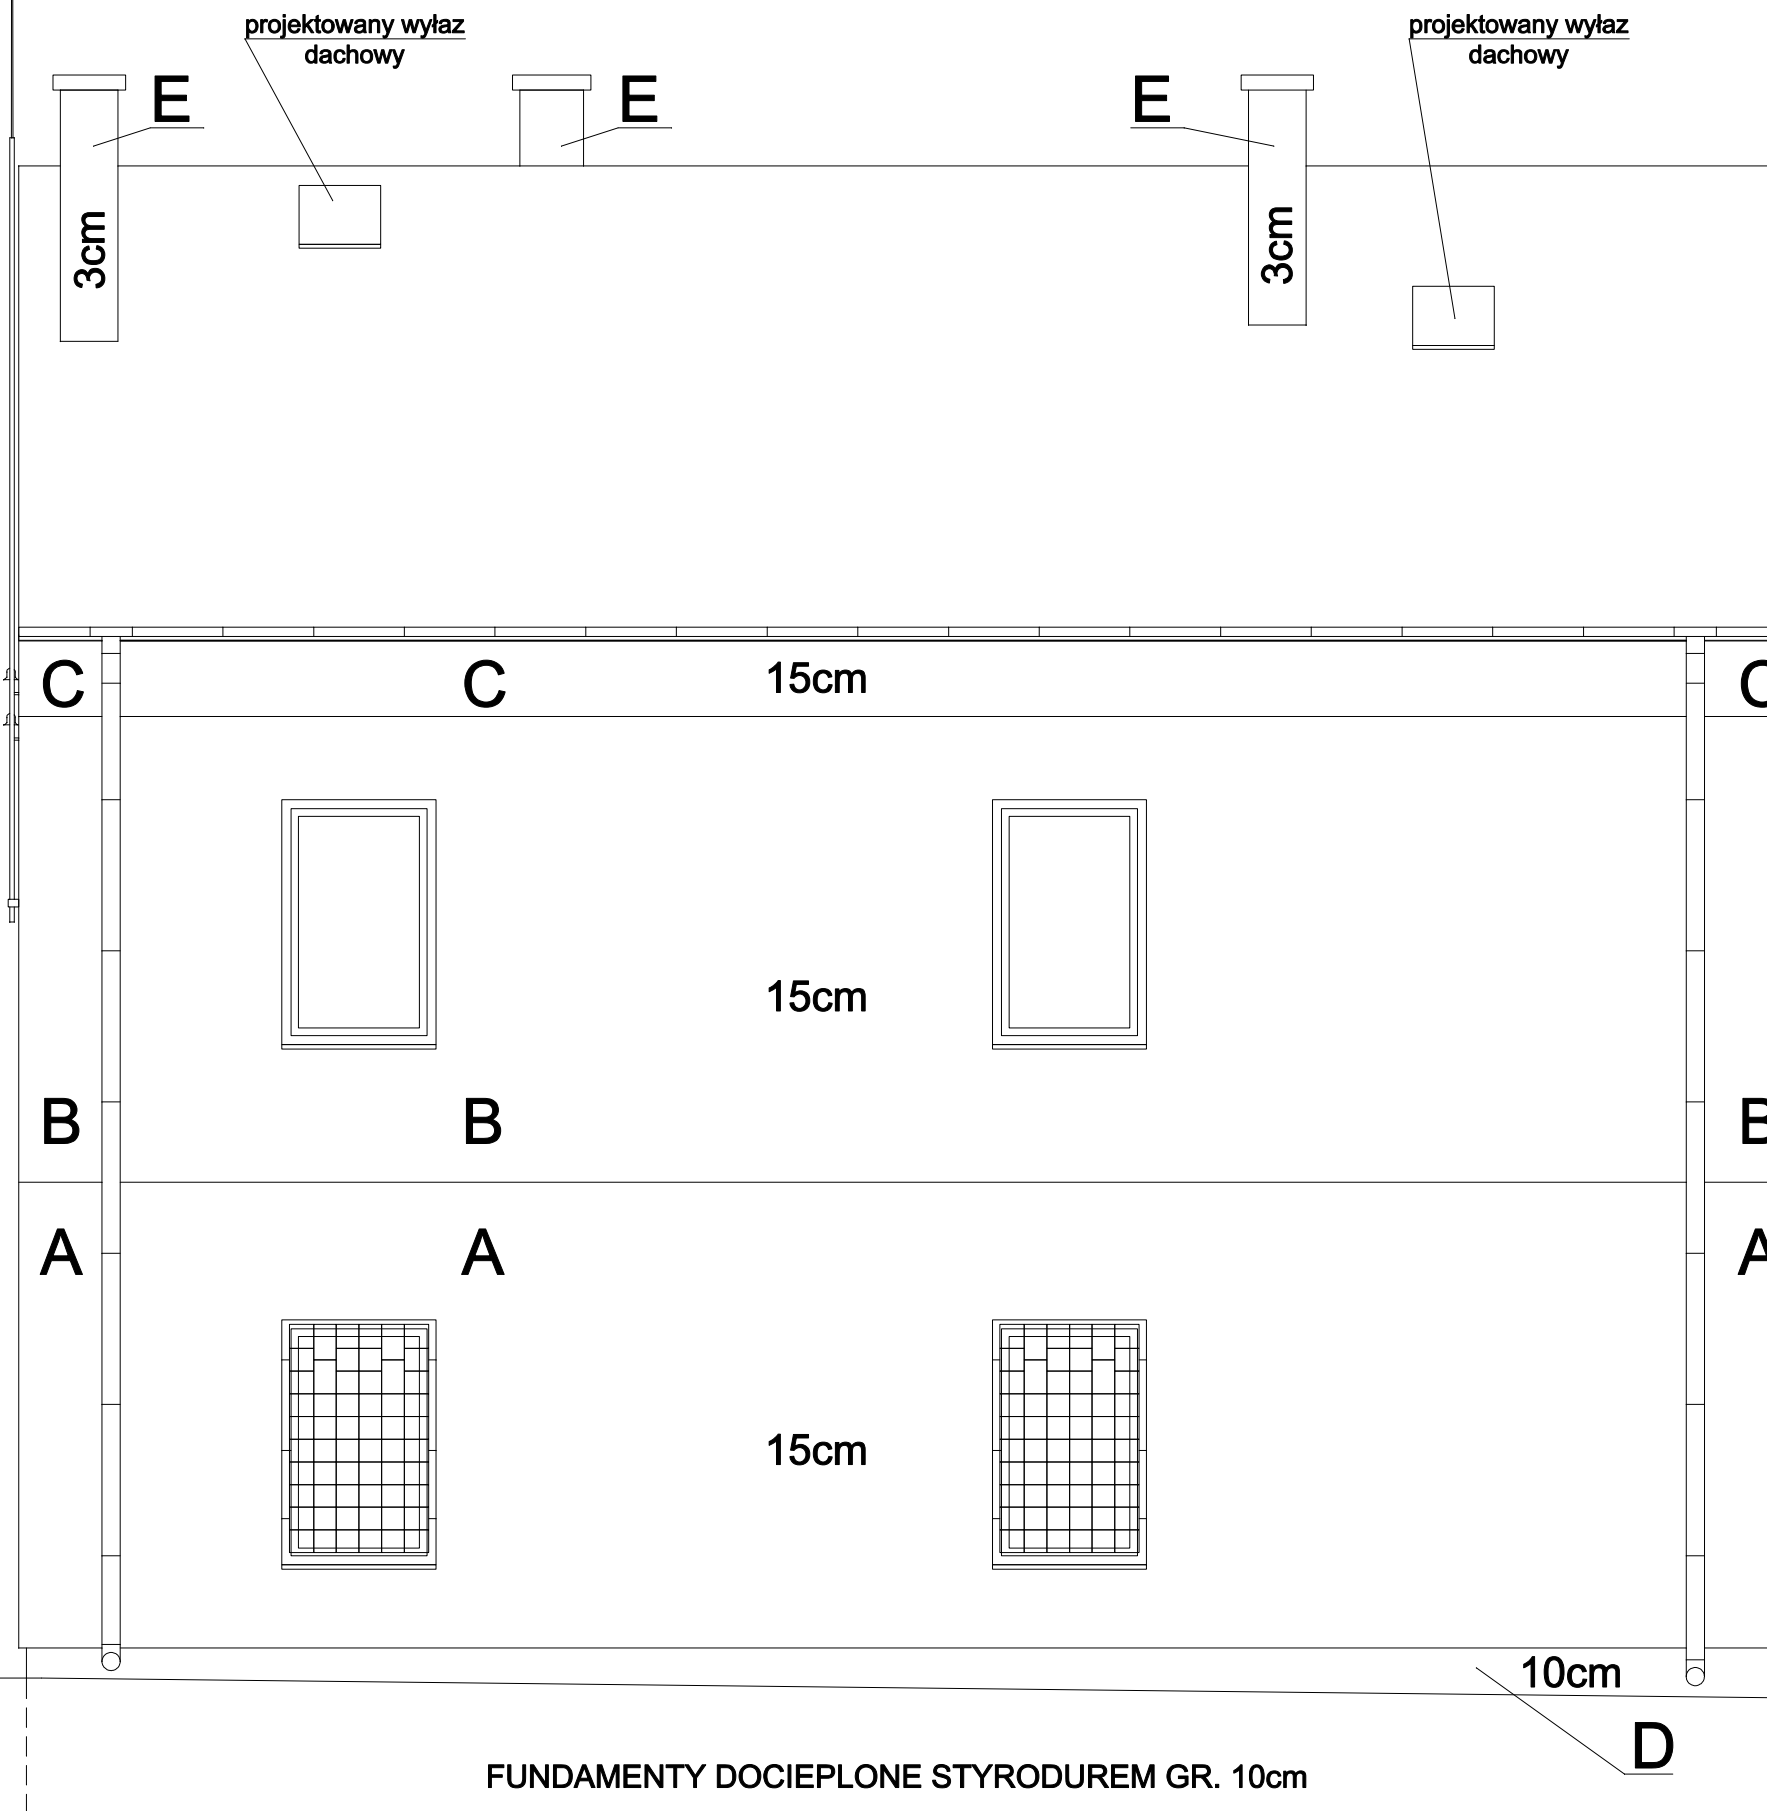 projektowany wyłaz
dachowy
projektowany wyłaz
dachowy
E
E
E
3cm
3cm
C
C
15cm
C
15cm
B
B
B
A
A
A
15cm
10cm
D
FUNDAMENTY DOCIEPLONE STYRODUREM GR. 10cm